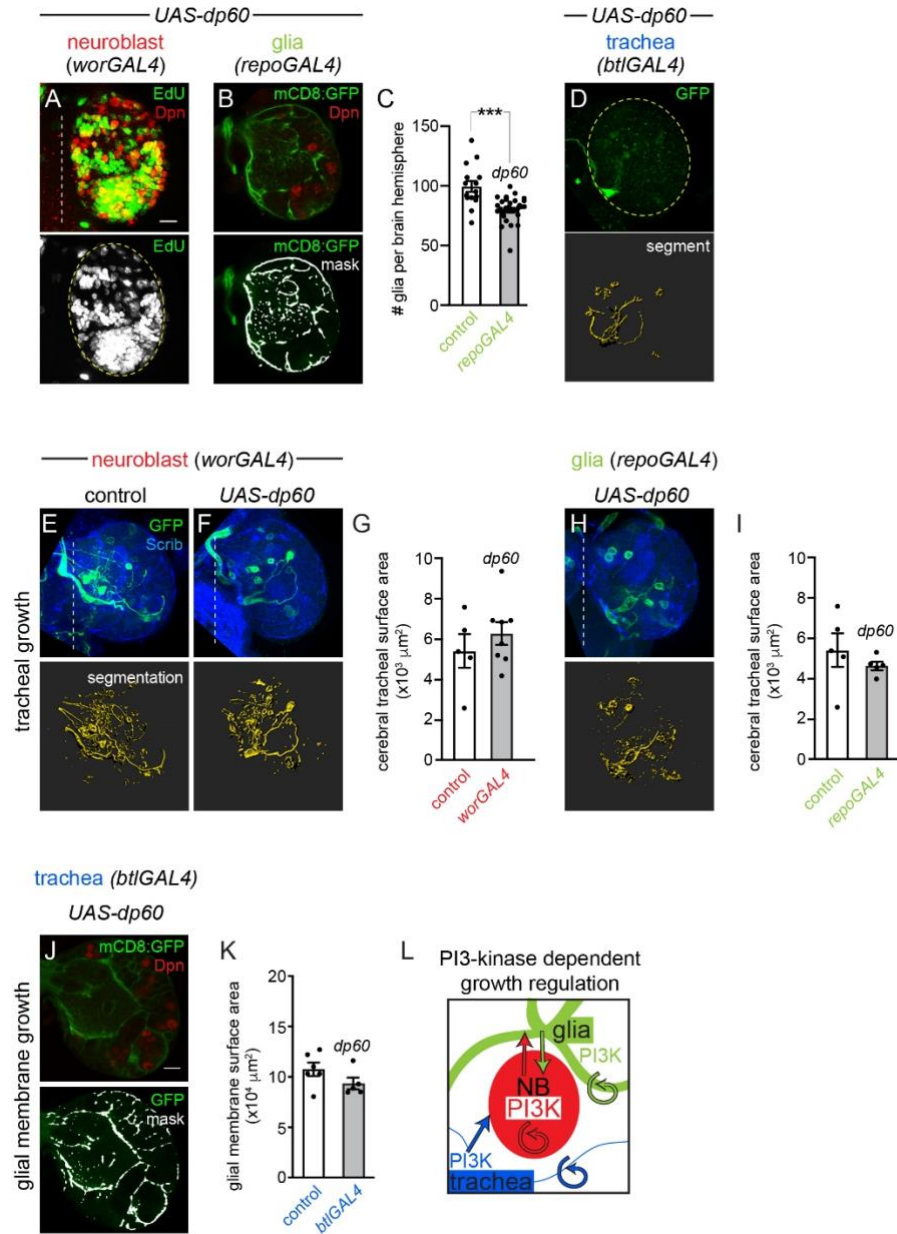 UAS-dp60
neuroblast
(worGAL4)
glia
(repoGAL4)
A
EdU
Dpn
EdU
B
mCD8:GFP
Dpn
mCD8:GFP
mask
C
# glia per brain hemisphere
150
100
50
0
***
dp60
control
repoGAL4
UAS-dp60
trachea
(btlGAL4)
D
GFP
segment
neuroblast (worGAL4)
control
UAS-dp60
tracheal growth
E
GFP
Scrib
segmentation
F
G
cerebral tracheal surface area
(x10³ µm²)
10
8
6
4
2
0
dp60
control
worGAL4
glia (repoGAL4)
UAS-dp60
H
I
cerebral tracheal surface area
(x10³ µm²)
10
8
6
4
2
0
dp60
control
repoGAL4
trachea (btlGAL4)
UAS-dp60
glial membrane growth
J
mCD8:GFP
Dpn
GFP
mask
K
glial membrane surface area
(x10⁴ µm²)
20
15
10
5
0
dp60
control
btlGAL4
L
PI3-kinase dependent
growth regulation
glia
PI3K
NB
PI3K
PI3K
trachea